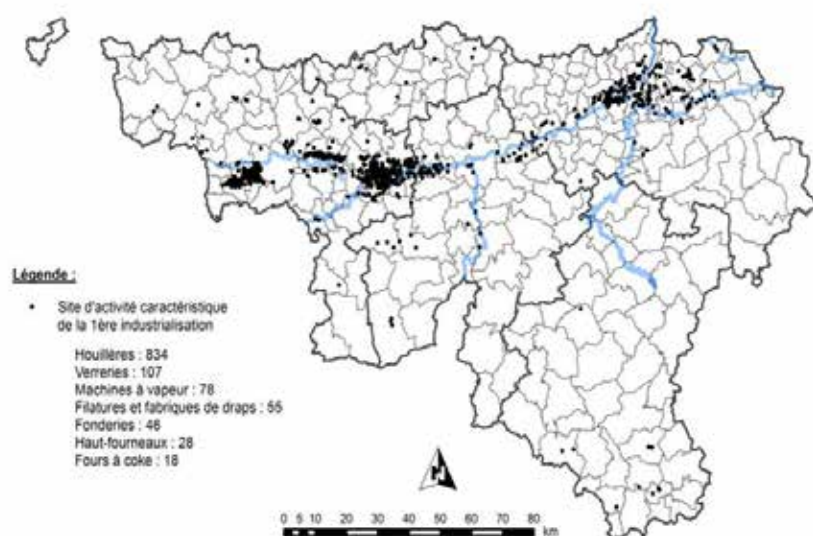 Légende :
Site d'activité caractéristique
de la 1ère industrialisation
Houillères : 834
Verreries : 107
Machines à vapeur : 78
Filatures et fabriques de draps : 55
Fonderies : 46
Haut-fourneaux : 28
Fours à coke : 18
N
0 5 10 20 30 40 50 60 70 80
km